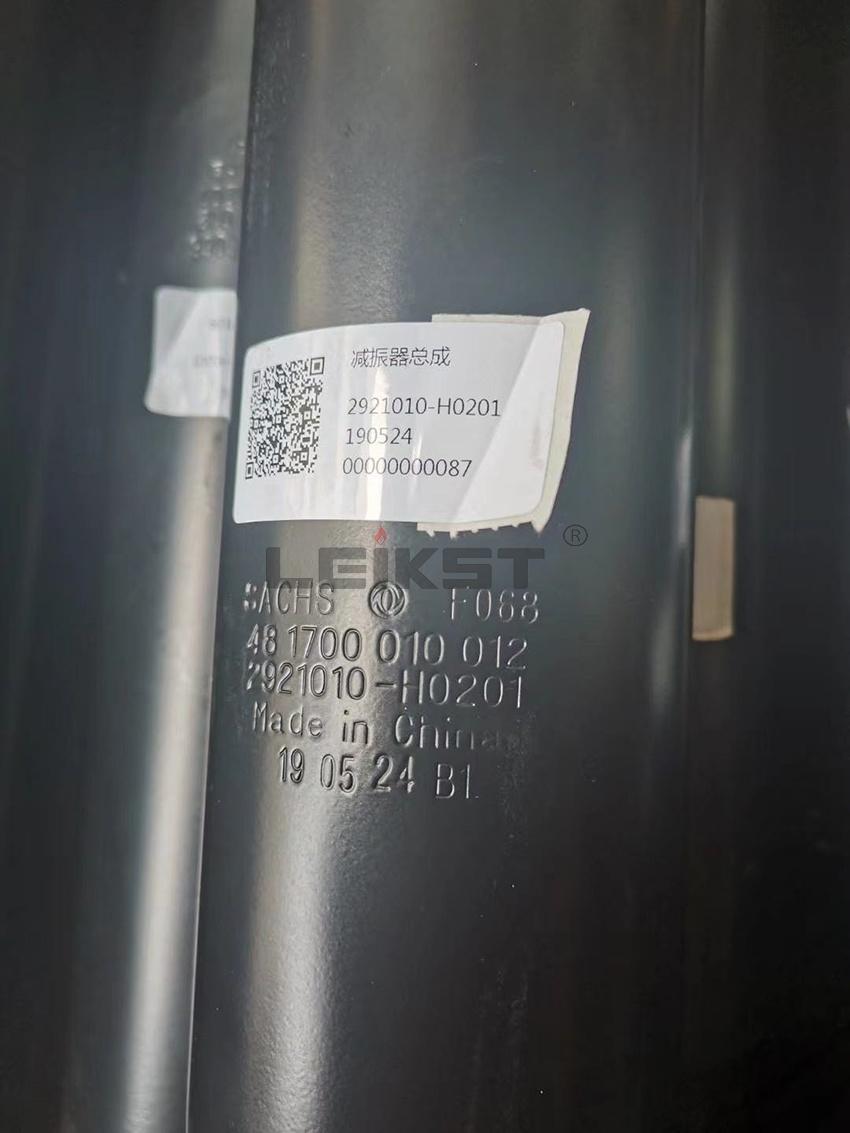 减振器总成
2921010-H0201
190524
00000000087
LEIKST ®
SACHS F068
48 1700 010 012
2921010-H0201
Made in China
19 05 24 B1